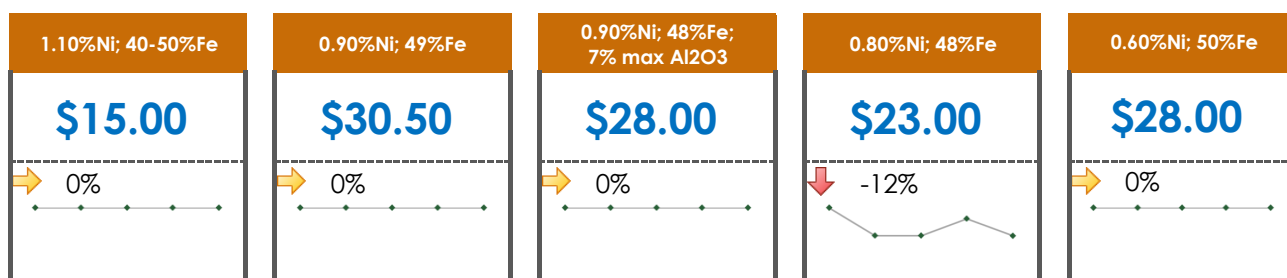 1.10%Ni; 40-50%Fe
$15.00
0%
0.90%Ni; 49%Fe
$30.50
0%
0.90%Ni; 48%Fe;
7% max Al2O3
$28.00
0%
0.80%Ni; 48%Fe
$23.00
-12%
0.60%Ni; 50%Fe
$28.00
0%